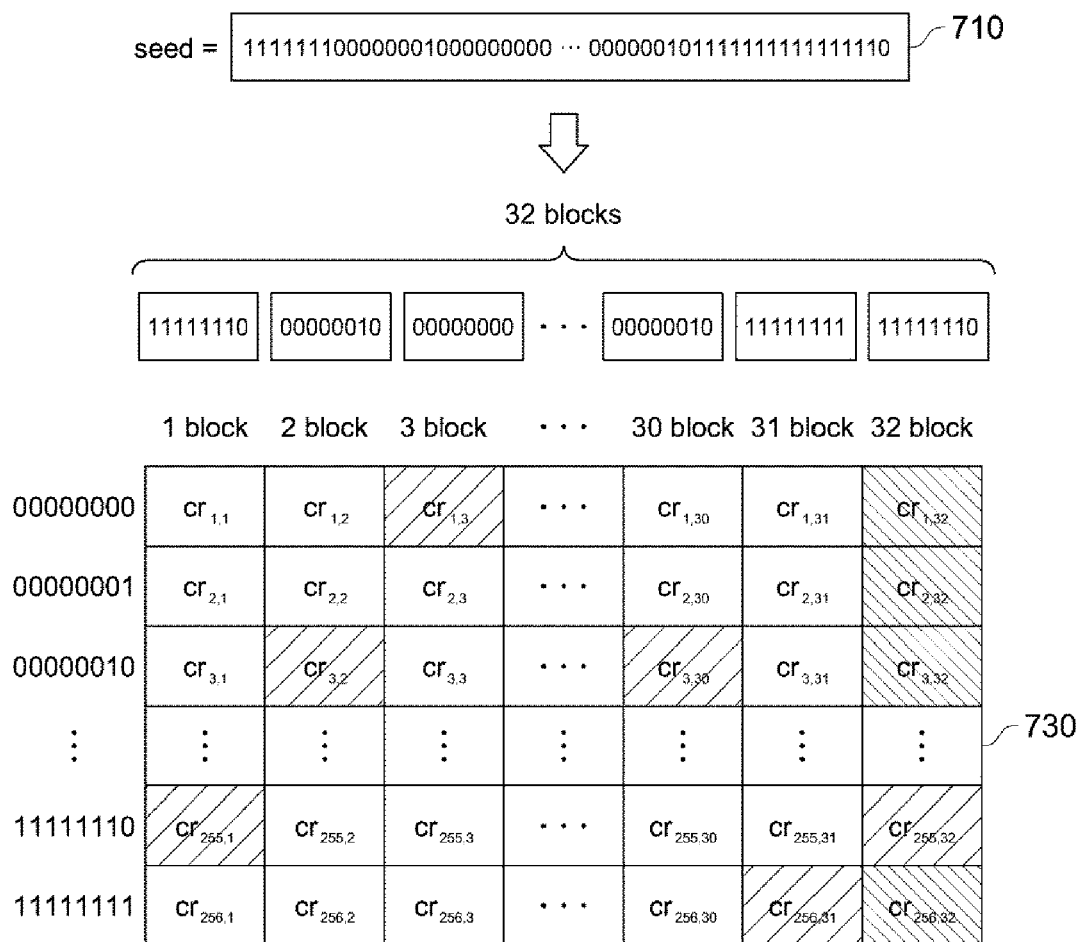 seed = 111111100000001000000000 ··· 000000101111111111111110 710
32 blocks
11111110 00000010 00000000 ··· 00000010 11111111 11111110
1 block 2 block 3 block ··· 30 block 31 block 32 block
00000000 cr1,1 cr1,2 cr1,3 ··· cr1,30 cr1,31 cr1,32
00000001 cr2,1 cr2,2 cr2,3 ··· cr2,30 cr2,31 cr2,32
00000010 cr3,1 cr3,2 cr3,3 ··· cr3,30 cr3,31 cr3,32
⋮ ⋮ ⋮ ⋮ ⋮ ⋮ ⋮ 730
11111110 cr255,1 cr255,2 cr255,3 ··· cr255,30 cr255,31 cr255,32
11111111 cr256,1 cr256,2 cr256,3 ··· cr256,30 cr256,31 cr256,32